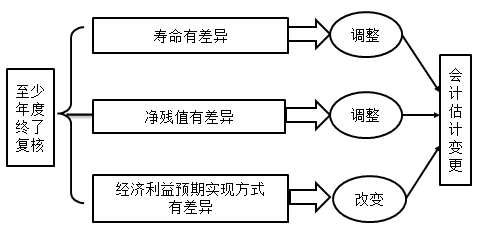 至少
年度
终了
复核
寿命有差异
调整
净残值有差异
调整
经济利益预期实现方式
有差异
改变
会
计
估
计
变
更